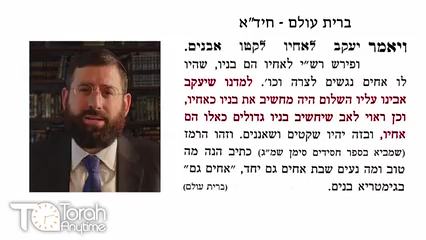 ברית עולם - חיד"א
ויאמר יעקב לאחיו לקטו אבנים.
ופירש רש"י לאחיו הם בניו, שהיו
לו אחים נגשים לצרה וכו'. למדנו שיעקב
אבינו עליו השלום היה מחשיב את בניו כאחיו,
וכן ראוי לאב שיחשיב בניו גדולים כאלו הם
אחיו, ובזה יהיו שקטים ושאננים. וזהו הרמז
(שמביא בספר חסידים סימן שמ"ג) כתיב הנה מה
טוב ומה נעים שבת אחים גם יחד, "אחים גם"
בגימטריא בנים. (ברית עולם)
Torah
Anytime